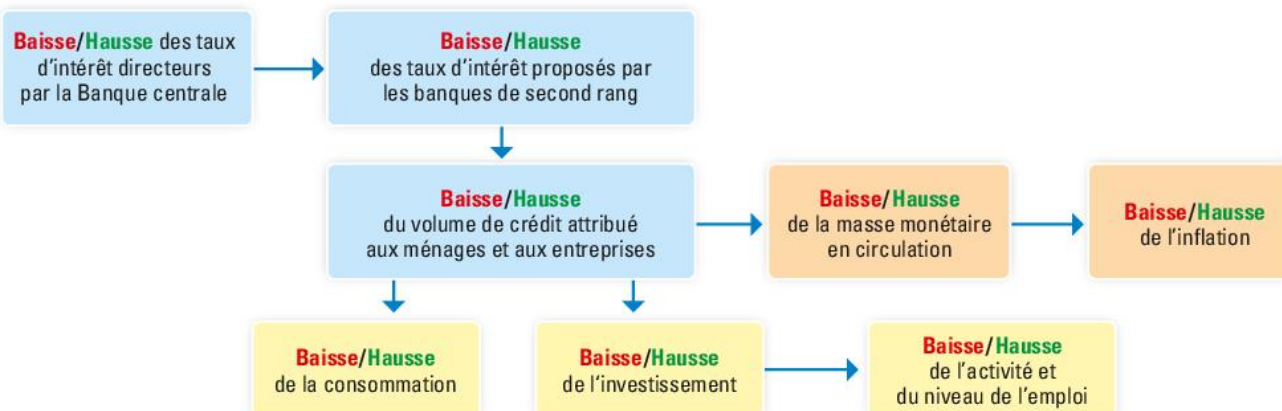 Baisse/Hausse des taux
d'intérêt directeurs
par la Banque centrale
Baisse/Hausse
des taux d'intérêt proposés par
les banques de second rang
Baisse/Hausse
du volume de crédit attribué
aux ménages et aux entreprises
Baisse/Hausse
de la masse monétaire
en circulation
Baisse/Hausse
de l'inflation
Baisse/Hausse
de la consommation
Baisse/Hausse
de l'investissement
Baisse/Hausse
de l'activité et
du niveau de l'emploi